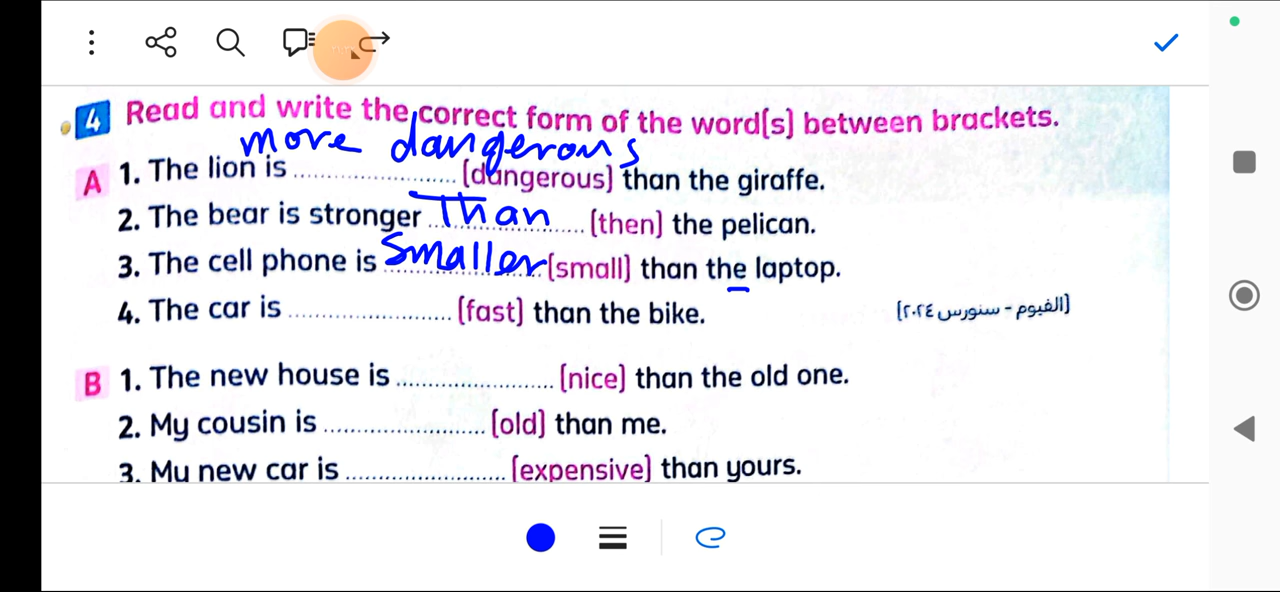 4 Read and write the correct form of the word(s) between brackets.
more dangerous
A 1. The lion is ........................ (dangerous) than the giraffe.
2. The bear is stronger Than (then) the pelican.
3. The cell phone is smaller (small) than the laptop.
4. The car is ........................ (fast) than the bike. (الفيوم - سنورس ٢٠٢٤)
B 1. The new house is ........................ (nice) than the old one.
2. My cousin is ........................ (old) than me.
3. My new car is ........................ (expensive) than yours.